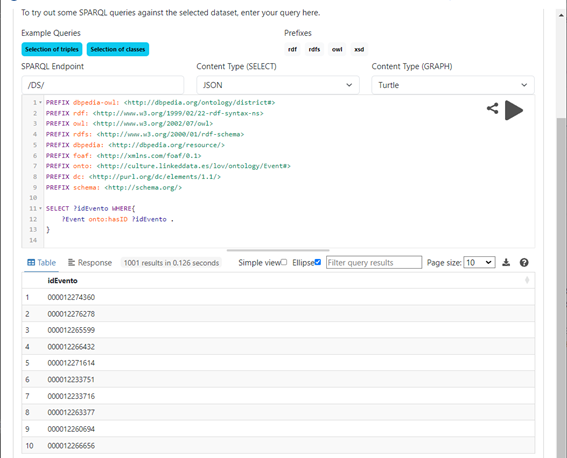 To try out some SPARQL queries against the selected dataset, enter your query here.
Example Queries
Prefixes
Selection of triples
Selection of classes
rdf
rdfs
owl
xsd
SPARQL Endpoint
Content Type (SELECT)
Content Type (GRAPH)
/DS/
JSON
Turtle
1 PREFIX dbpedia-owl: <http://dbpedia.org/ontology/district#>
2 PREFIX rdf: <http://www.w3.org/1999/02/22-rdf-syntax-ns>
3 PREFIX owl: <http://www.w3.org/2002/07/owl>
4 PREFIX rdfs: <http://www.w3.org/2000/01/rdf-schema>
5 PREFIX dbpedia: <http://dbpedia.org/resource/>
6 PREFIX foaf: <http://xmlns.com/foaf/0.1>
7 PREFIX onto: <http://culture.linkeddata.es/lov/ontology/Event#>
8 PREFIX dc: <http://purl.org/dc/elements/1.1/>
9 PREFIX schema: <http://schema.org/>
10
11 SELECT ?idEvento WHERE{
12 ?Event onto:hasID ?idEvento .
13 }
14
Table
Response
1001 results in 0.126 seconds
Simple view
Ellipse
Filter query results
Page size: 10
idEvento
1 000012274360
2 000012276278
3 000012265599
4 000012266432
5 000012271614
6 000012233751
7 000012233716
8 000012263377
9 000012260694
10 000012266656